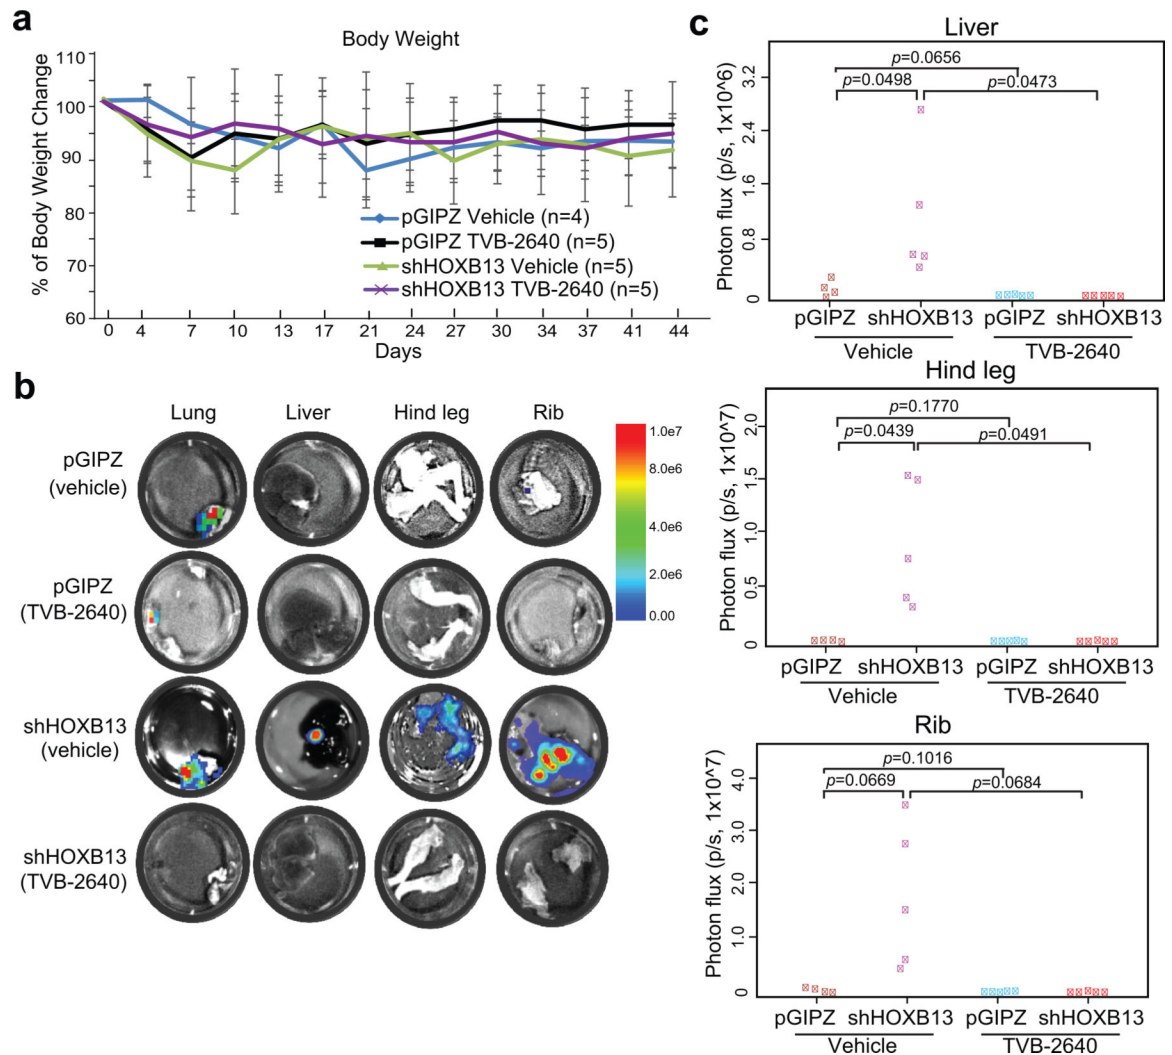 a
Body Weight
% of Body Weight Change
110
100
90
80
70
60
pGIPZ Vehicle (n=4)
pGIPZ TVB-2640 (n=5)
shHOXB13 Vehicle (n=5)
shHOXB13 TVB-2640 (n=5)
0 4 7 10 13 17 21 24 27 30 34 37 41 44
Days
b
Lung Liver Hind leg Rib
pGIPZ
(vehicle)
pGIPZ
(TVB-2640)
shHOXB13
(vehicle)
shHOXB13
(TVB-2640)
1.0e7
8.0e6
6.0e6
4.0e6
2.0e6
0.00
c
Liver
Photon flux (p/s, 1x10^6)
3.2
2.4
1.6
0.8
0
p=0.0656
p=0.0498
p=0.0473
pGIPZ shHOXB13 pGIPZ shHOXB13
Vehicle TVB-2640
Hind leg
Photon flux (p/s, 1x10^7)
2.0
1.5
1.0
0.5
0
p=0.1770
p=0.0439
p=0.0491
pGIPZ shHOXB13 pGIPZ shHOXB13
Vehicle TVB-2640
Rib
Photon flux (p/s, 1x10^7)
4.0
3.0
2.0
1.0
0
p=0.1016
p=0.0669
p=0.0684
pGIPZ shHOXB13 pGIPZ shHOXB13
Vehicle TVB-2640